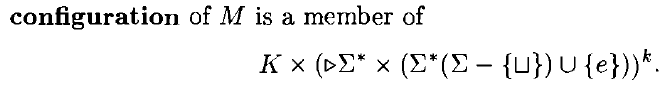 configuration of M is a member of
K × (▷Σ* × (Σ*(Σ − {⊔}) ∪ {e}))ᵏ.